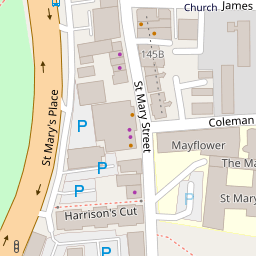 Church
James
145B
St Mary's Place
St Mary Street
Coleman
P
Mayflower
The Ma
P
P
P
P
St Mary
Harrison's Cut